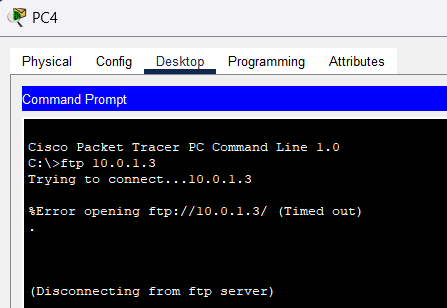 PC4
Physical Config Desktop Programming Attributes
Command Prompt
Cisco Packet Tracer PC Command Line 1.0
C:\>ftp 10.0.1.3
Trying to connect...10.0.1.3
%Error opening ftp://10.0.1.3/ (Timed out)
.
(Disconnecting from ftp server)